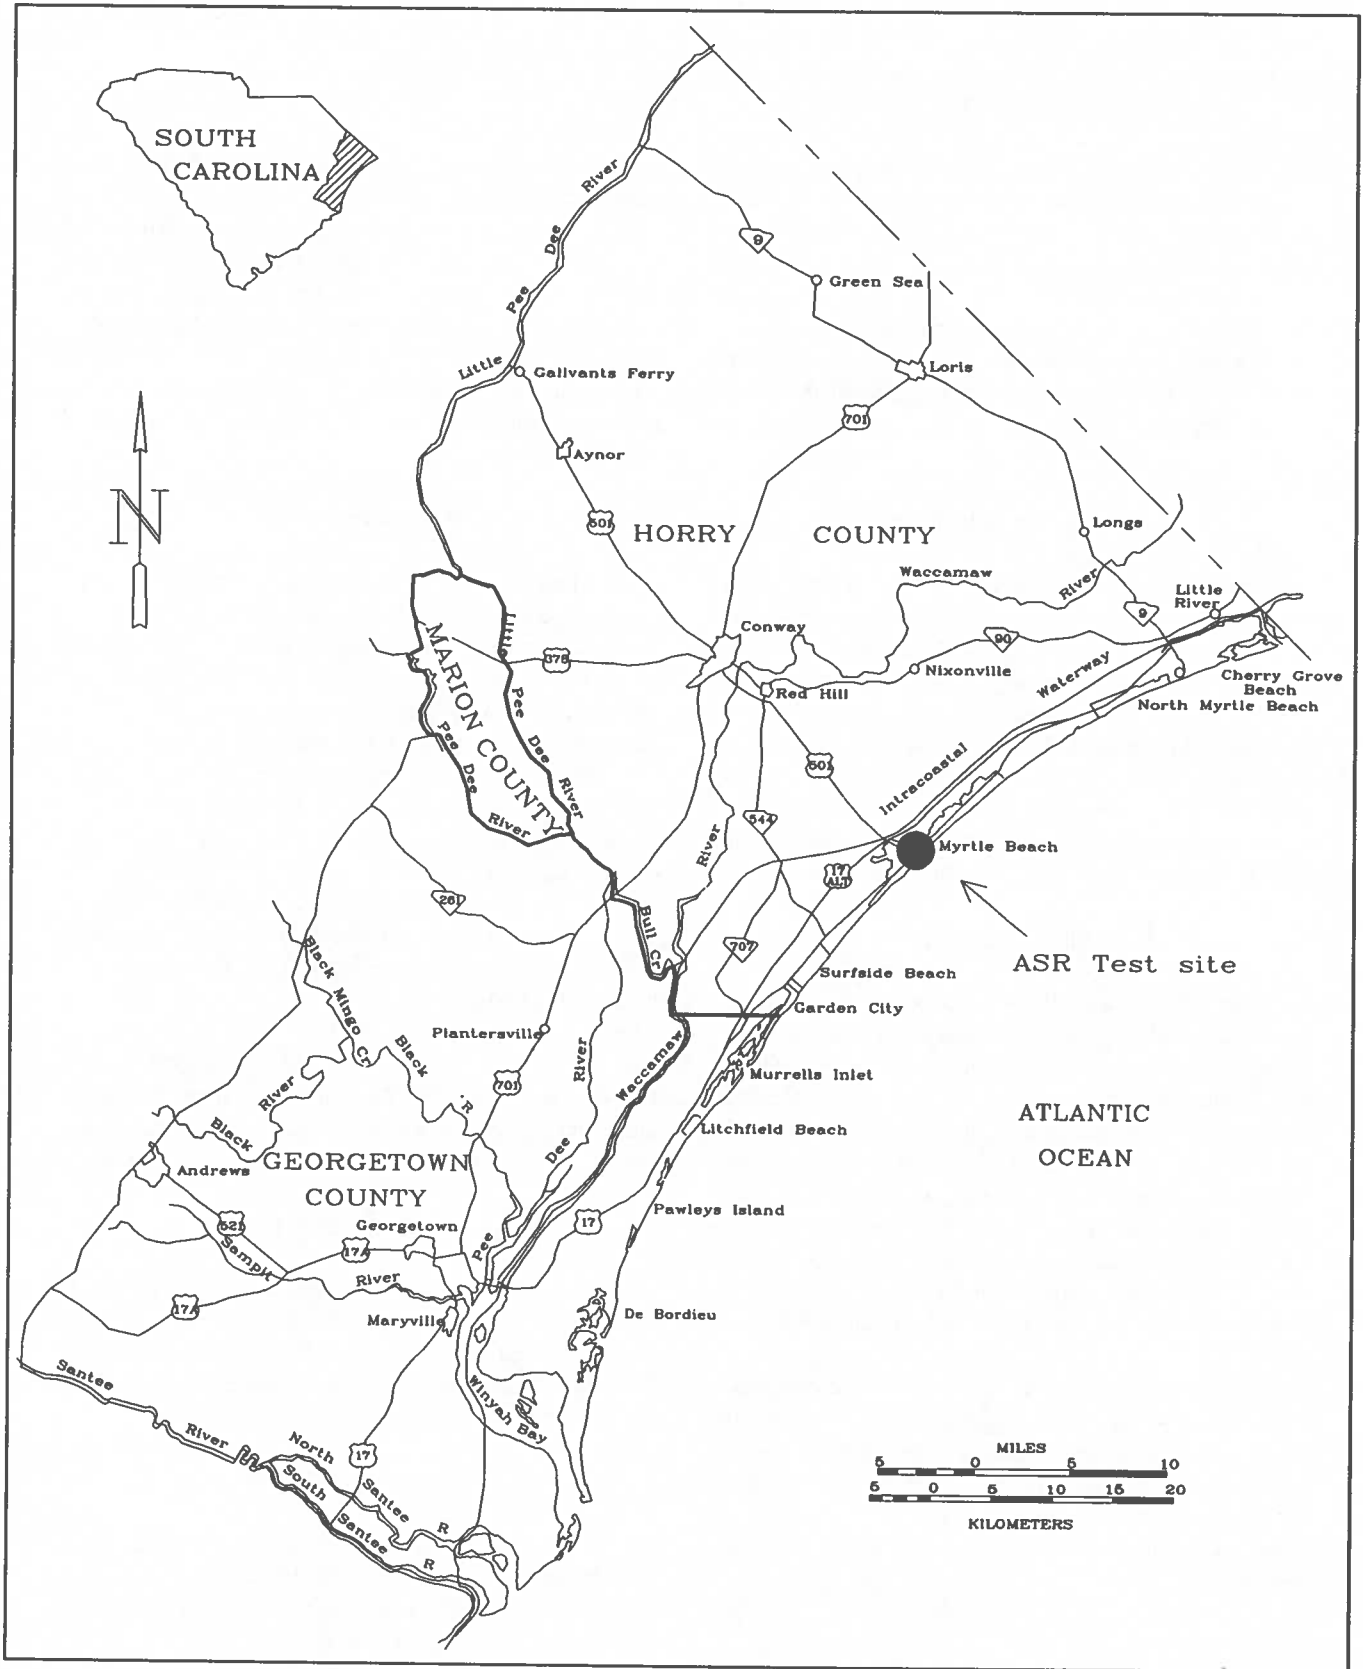 SOUTH
CAROLINA
N
Little Pee Dee River
9
Green Sea
Loris
Galivants Ferry
701
Aynor
501
HORRY COUNTY
Longs
Waccamaw River
Little
River
9
90
Conway
Nixonville
Red Hill
378
Waterway
Cherry Grove
Beach
North Myrtle Beach
MARION COUNTY
Little Pee Dee River
Pee Dee River
501
Intracoastal
544
River
Myrtle Beach
17
ALT
261
Bull Cr
707
ASR Test site
Surfside Beach
Garden City
Black Mingo Cr
Plantersville
Black R
River
Waccamaw
Murrells Inlet
701
Black River
Litchfield Beach
ATLANTIC
OCEAN
Dee
Andrews
GEORGETOWN
COUNTY
Pawleys Island
521
Georgetown
17
17A
Pee
Sampit River
17A
Maryville
De Bordieu
Santee River
Winyah Bay
North Santee R
17
South Santee R
MILES
5 0 5 10
5 0 5 10 15 20
KILOMETERS